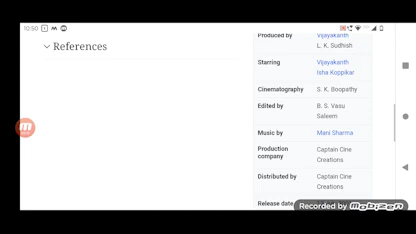 10:50
References
Produced by Vijayakanth
L. K. Sudhish
Starring Vijayakanth
Isha Koppikar
Cinematography S. K. Boopathy
Edited by B. S. Vasu
Saleem
Music by Mani Sharma
Production Captain Cine
company Creations
Distributed by Captain Cine
Creations
Release date
Recorded by Mobizen